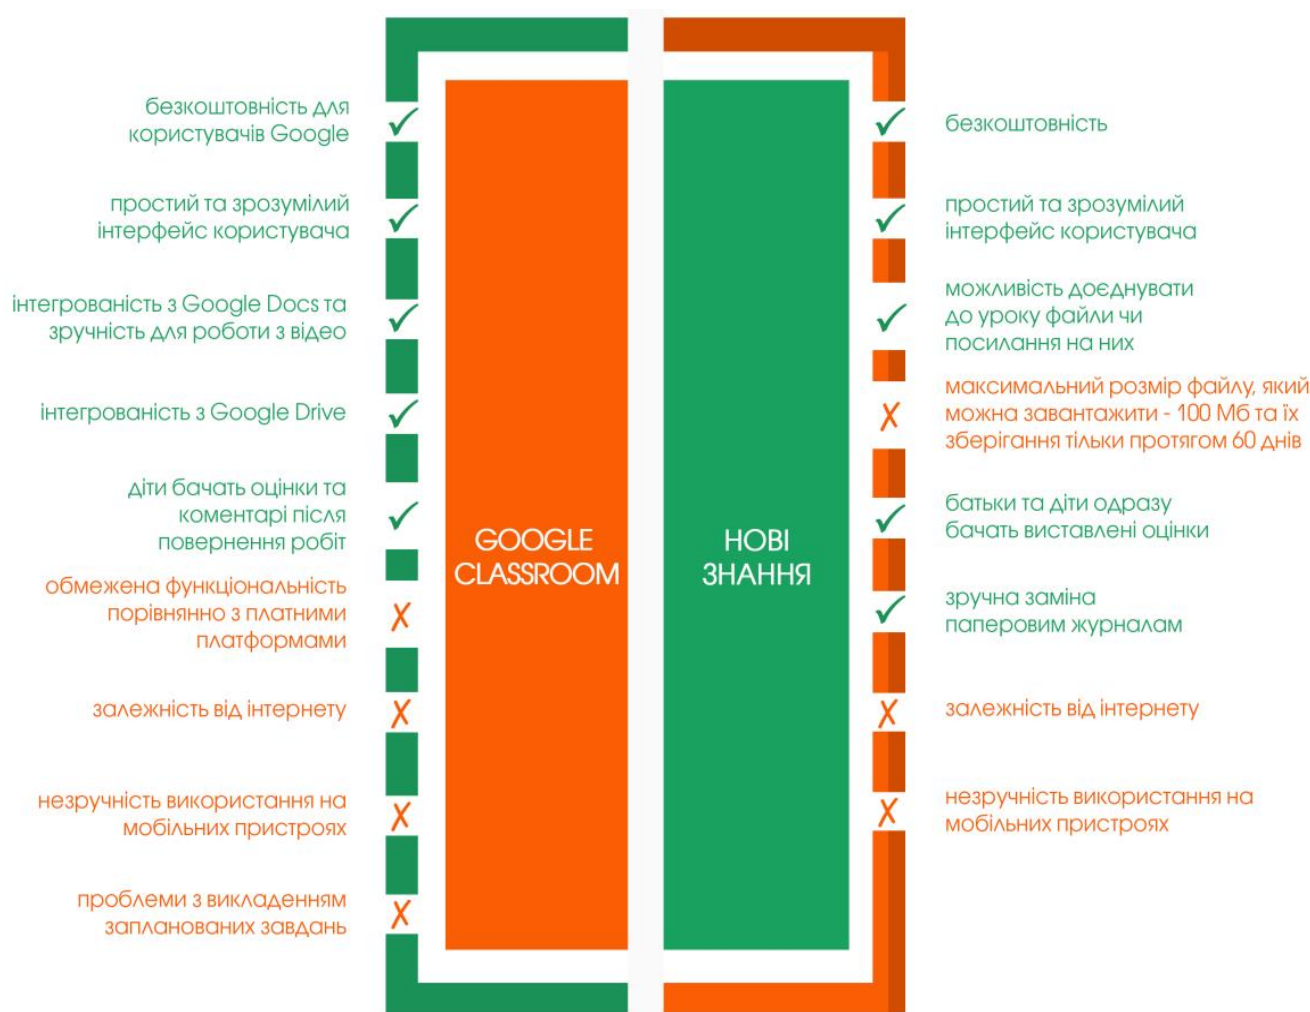 безкоштовність для
користувачів Google
простий та зрозумілий
інтерфейс користувача
інтегрованість з Google Docs та
зручність для роботи з відео
інтегрованість з Google Drive
діти бачать оцінки та
коментарі після
повернення робіт
обмежена функціональність
порівнянно з платними
платформами
залежність від інтернету
незручність використання на
мобільних пристроях
проблеми з викладенням
запланованих завдань
GOOGLE
CLASSROOM
НОВІ
ЗНАННЯ
безкоштовність
простий та зрозумілий
інтерфейс користувача
можливість доєднувати
до уроку файли чи
посилання на них
максимальний розмір файлу, який
можна завантажити - 100 Мб та їх
зберігання тільки протягом 60 днів
батьки та діти одразу
бачать виставлені оцінки
зручна заміна
паперовим журналам
залежність від інтернету
незручність використання на
мобільних пристроях